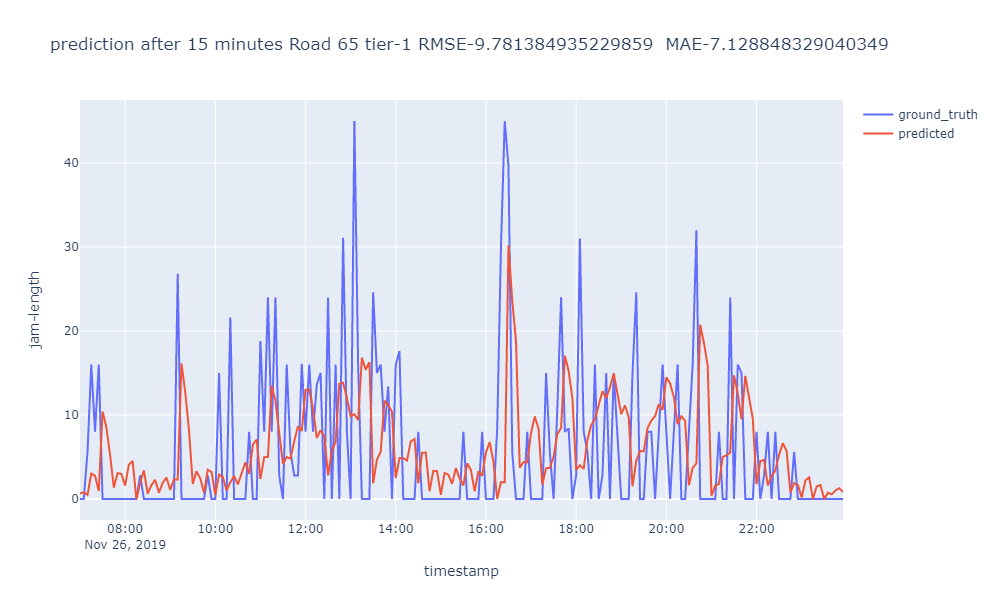 prediction after 15 minutes Road 65 tier-1 RMSE-9.781384935229859  MAE-7.128848329040349
ground_truth
predicted
jam-length
40
30
20
10
0
08:00 10:00 12:00 14:00 16:00 18:00 20:00 22:00
Nov 26, 2019
timestamp